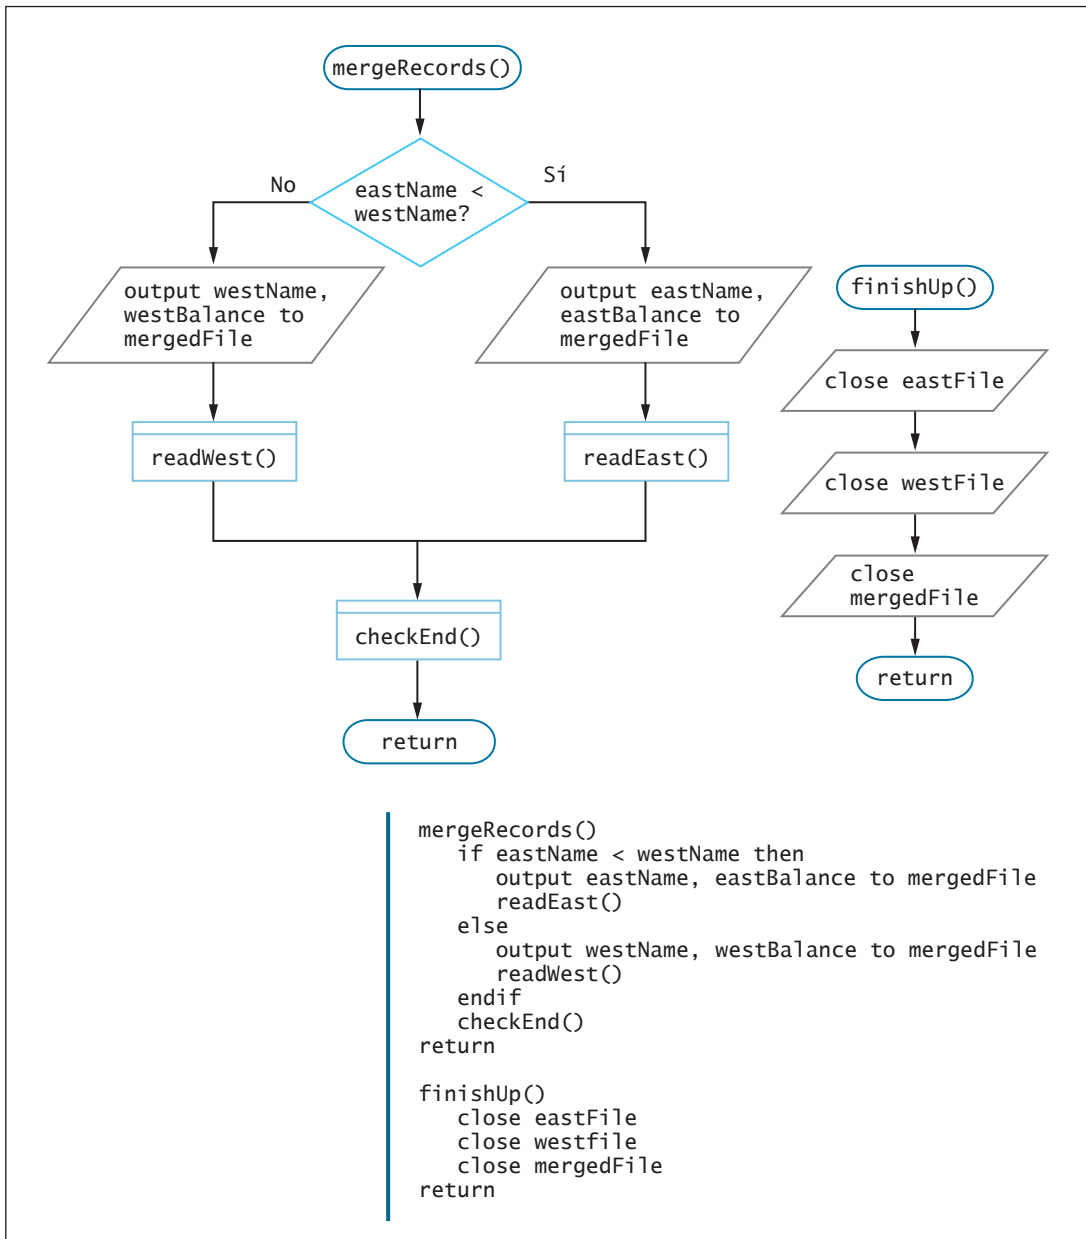 mergeRecords()
eastName <
westName?
No
Sí
output westName,
westBalance to
mergedFile
readWest()
output eastName,
eastBalance to
mergedFile
readEast()
checkEnd()
return
finishUp()
close eastFile
close westFile
close
mergedFile
return
mergeRecords()
   if eastName < westName then
      output eastName, eastBalance to mergedFile
      readEast()
   else
      output westName, westBalance to mergedFile
      readWest()
   endif
   checkEnd()
return
finishUp()
   close eastFile
   close westfile
   close mergedFile
return